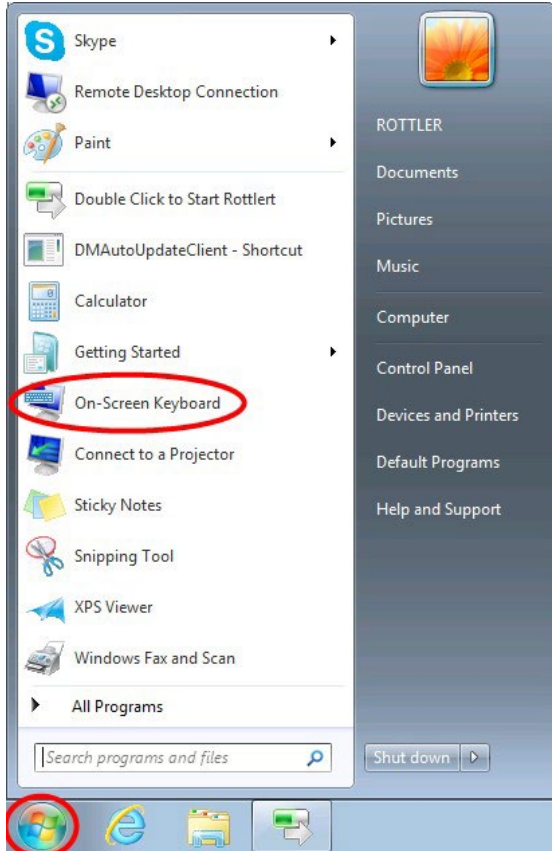 Skype
Remote Desktop Connection
Paint
Double Click to Start Rottlert
DMAutoUpdateClient - Shortcut
Calculator
Getting Started
On-Screen Keyboard
Connect to a Projector
Sticky Notes
Snipping Tool
XPS Viewer
Windows Fax and Scan
All Programs
Search programs and files
ROTTLER
Documents
Pictures
Music
Computer
Control Panel
Devices and Printers
Default Programs
Help and Support
Shut down